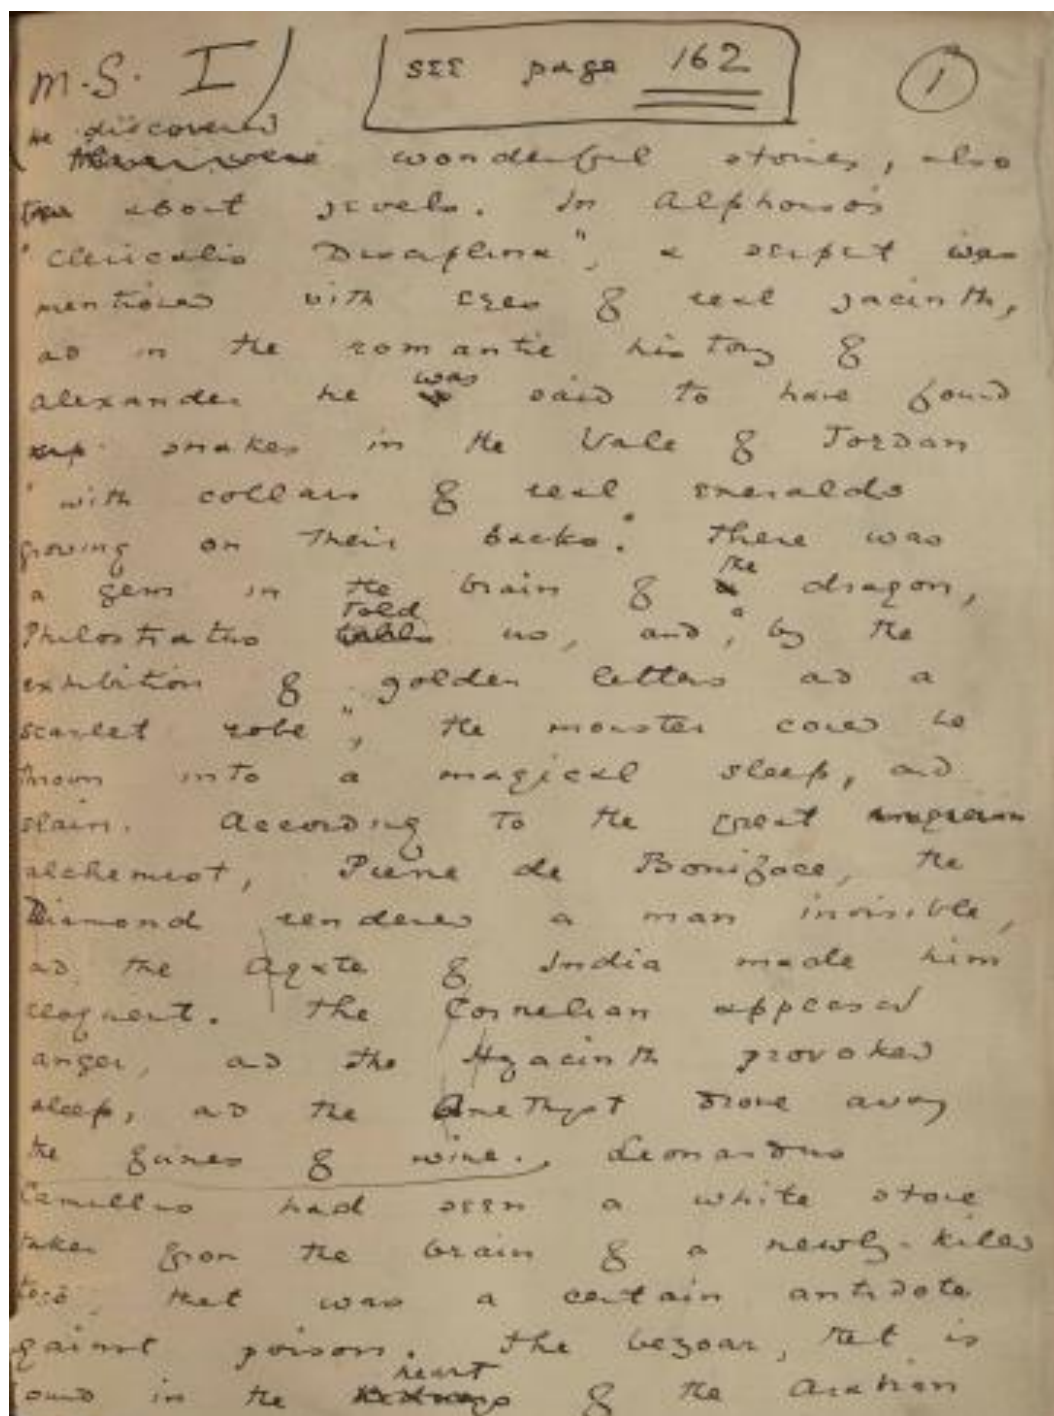 M.S. I
SEE page 162
1
he discovered
wonderful stories, also
about jewels. In Alphonso's
"Clericalis Disciplina", a serpent was
mentioned with eyes of real jacinth,
and in the romantic history of
was
Alexander he said to have found
snakes in the Vale of Jordan
"with collars of real emeralds
growing on their backs." There was
the
a gem in the brain of dragon,
told
Philostratus us, and, "by the
exhibition of golden letters and a
scarlet robe", the monster could be
thrown into a magical sleep, and
slain. According to the great
alchemist, Pierre de Boniface, the
Diamond rendered a man invisible,
and the Agate of India made him
eloquent. The Cornelian appeased
anger, and the Hyacinth provoked
sleep, and the Amethyst drove away
the fumes of wine. Leonardus
Camillus had seen a white stone
taken from the brain of a newly-killed
toad, that was a certain antidote
against poison. The bezoar, that is
heart
found in the of the Arabian